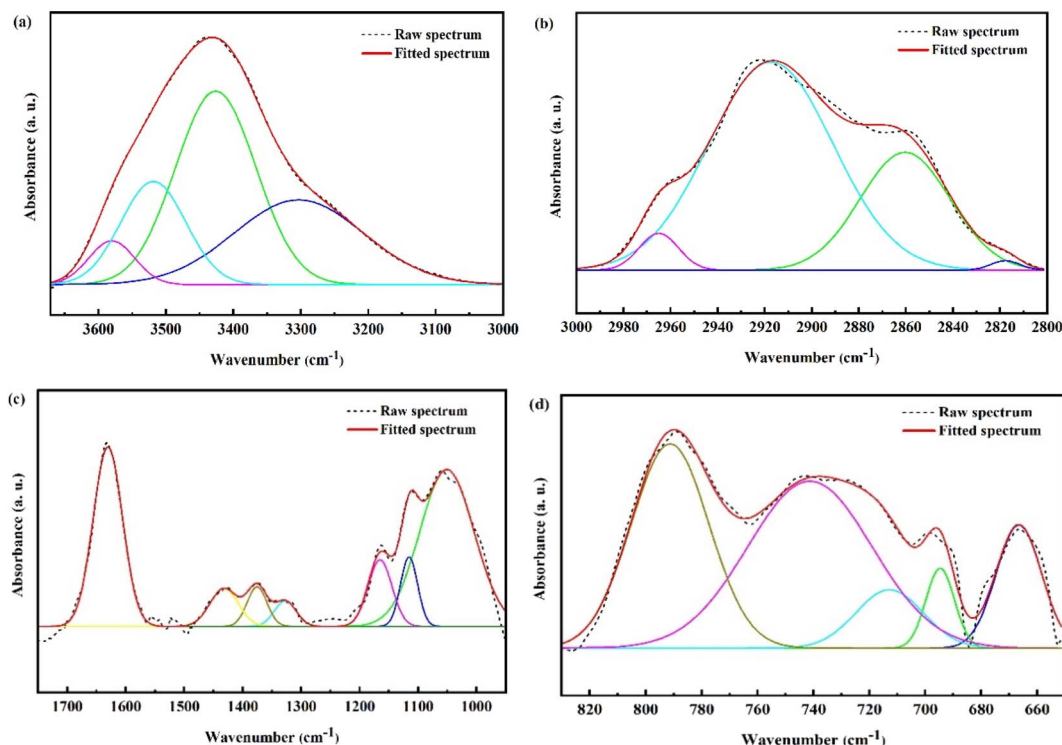 (a)
Raw spectrum
Fitted spectrum
Absorbance (a. u.)
3600 3500 3400 3300 3200 3100 3000
Wavenumber (cm-1)
(b)
Raw spectrum
Fitted spectrum
Absorbance (a. u.)
3000 2980 2960 2940 2920 2900 2880 2860 2840 2820 2800
Wavenumber (cm-1)
(c)
Raw spectrum
Fitted spectrum
Absorbance (a. u.)
1700 1600 1500 1400 1300 1200 1100 1000
Wavenumber (cm-1)
(d)
Raw spectrum
Fitted spectrum
Absorbance (a. u.)
820 800 780 760 740 720 700 680 660
Wavenumber (cm-1)